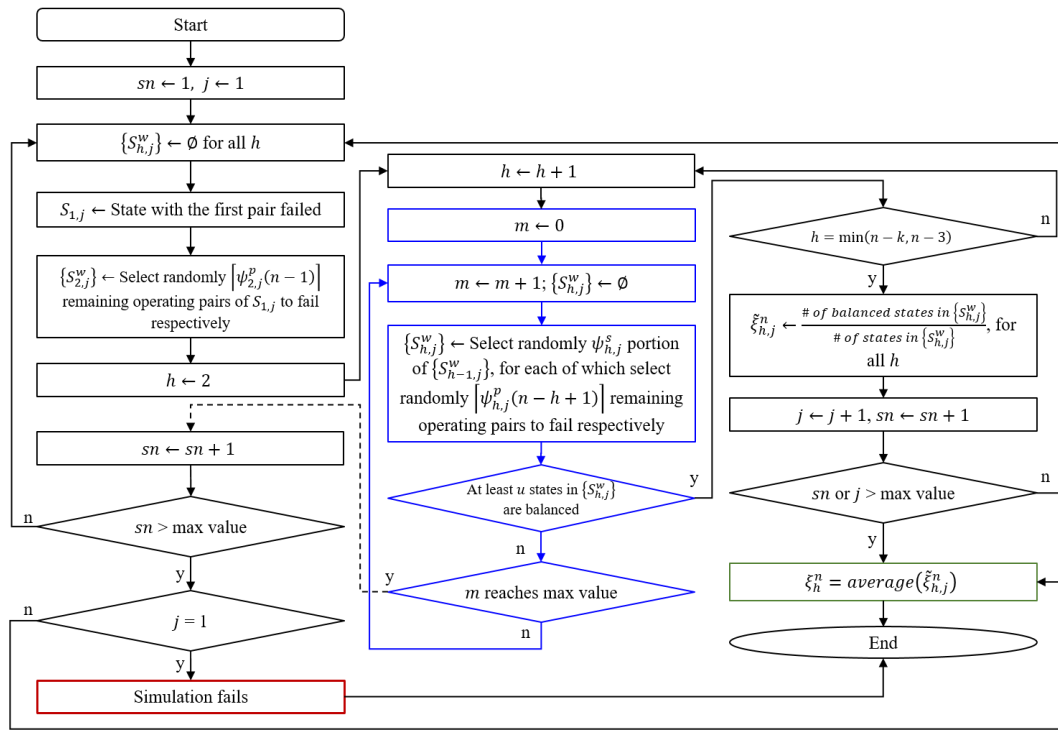 Start
sn ← 1, j ← 1
{S^w_{h,j}} ← ∅ for all h
S_{1,j} ← State with the first pair failed
{S^w_{2,j}} ← Select randomly ⌈ψ^p_{2,j}(n − 1)⌉
remaining operating pairs of S_{1,j} to fail
respectively
h ← 2
sn ← sn + 1
sn > max value
n
y
j = 1
n
y
Simulation fails
h ← h + 1
m ← 0
m ← m + 1; {S^w_{h,j}} ← ∅
{S^w_{h,j}} ← Select randomly ψ^s_{h,j} portion
of {S^w_{h−1,j}}, for each of which select
randomly ⌈ψ^p_{h,j}(n − h + 1)⌉ remaining
operating pairs to fail respectively
At least u states in {S^w_{h,j}}
are balanced
y
n
m reaches max value
y
n
h = min(n − k, n − 3)
n
y
ξ̃^n_{h,j} ← # of balanced states in {S^w_{h,j}} / # of states in {S^w_{h,j}}, for
all h
j ← j + 1, sn ← sn + 1
sn or j > max value
n
y
ξ^n_h = average(ξ̃^n_{h,j})
End